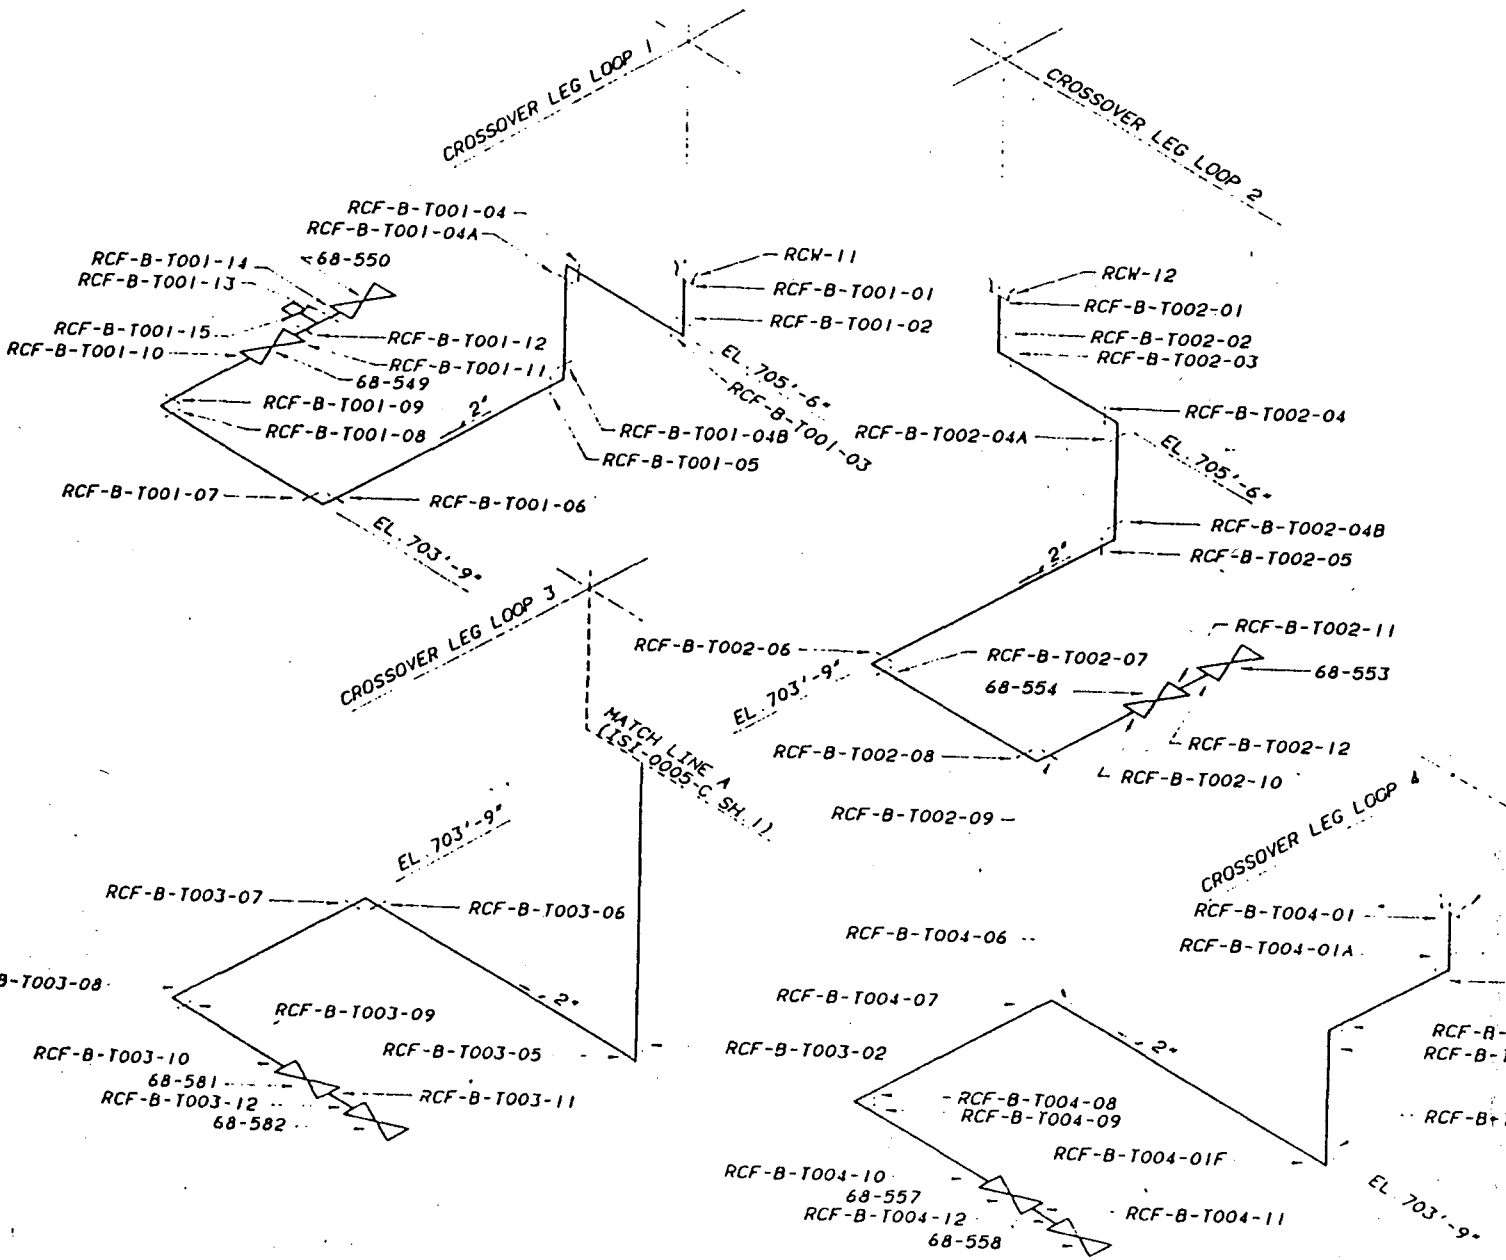 CROSSOVER LEG LOOP 1
CROSSOVER LEG LOOP 2
RCF-B-T001-04
RCF-B-T001-04A
RCF-B-T001-14
68-550
RCF-B-T001-13
RCW-11
RCF-B-T001-01
RCF-B-T001-02
RCW-12
RCF-B-T002-01
RCF-B-T002-02
RCF-B-T002-03
RCF-B-T001-15
RCF-B-T001-10
RCF-B-T001-12
RCF-B-T001-11
68-549
RCF-B-T001-09
RCF-B-T001-08
2"
EL. 705'-6"
RCF-B-T001-03
RCF-B-T001-04B
RCF-B-T001-05
RCF-B-T002-04
RCF-B-T002-04A
EL. 705'-6"
RCF-B-T001-07
RCF-B-T001-06
EL. 703'-9"
RCF-B-T002-04B
RCF-B-T002-05
2"
CROSSOVER LEG LOOP 3
RCF-B-T002-06
RCF-B-T002-07
RCF-B-T002-11
68-553
68-554
EL. 703'-9"
MATCH LINE A
(ISI-0005-C SH.1)
RCF-B-T002-08
RCF-B-T002-12
RCF-B-T002-10
RCF-B-T002-09
CROSSOVER LEG LOOP 4
EL. 703'-9"
RCF-B-T003-07
RCF-B-T003-06
RCF-B-T004-01
RCF-B-T004-06
RCF-B-T004-01A
B-T003-08
2"
RCF-B-T003-09
RCF-B-T004-07
RCF-B-
RCF-B-T
RCF-B-T003-10
RCF-B-T003-05
RCF-B-T003-02
2"
68-581
RCF-B-T003-12
RCF-B-T003-11
68-582
RCF-B-T004-08
RCF-B-T004-09
RCF-B-T
RCF-B-T004-01F
RCF-B-T004-10
68-557
RCF-B-T004-12
68-558
RCF-B-T004-11
EL. 703'-9"